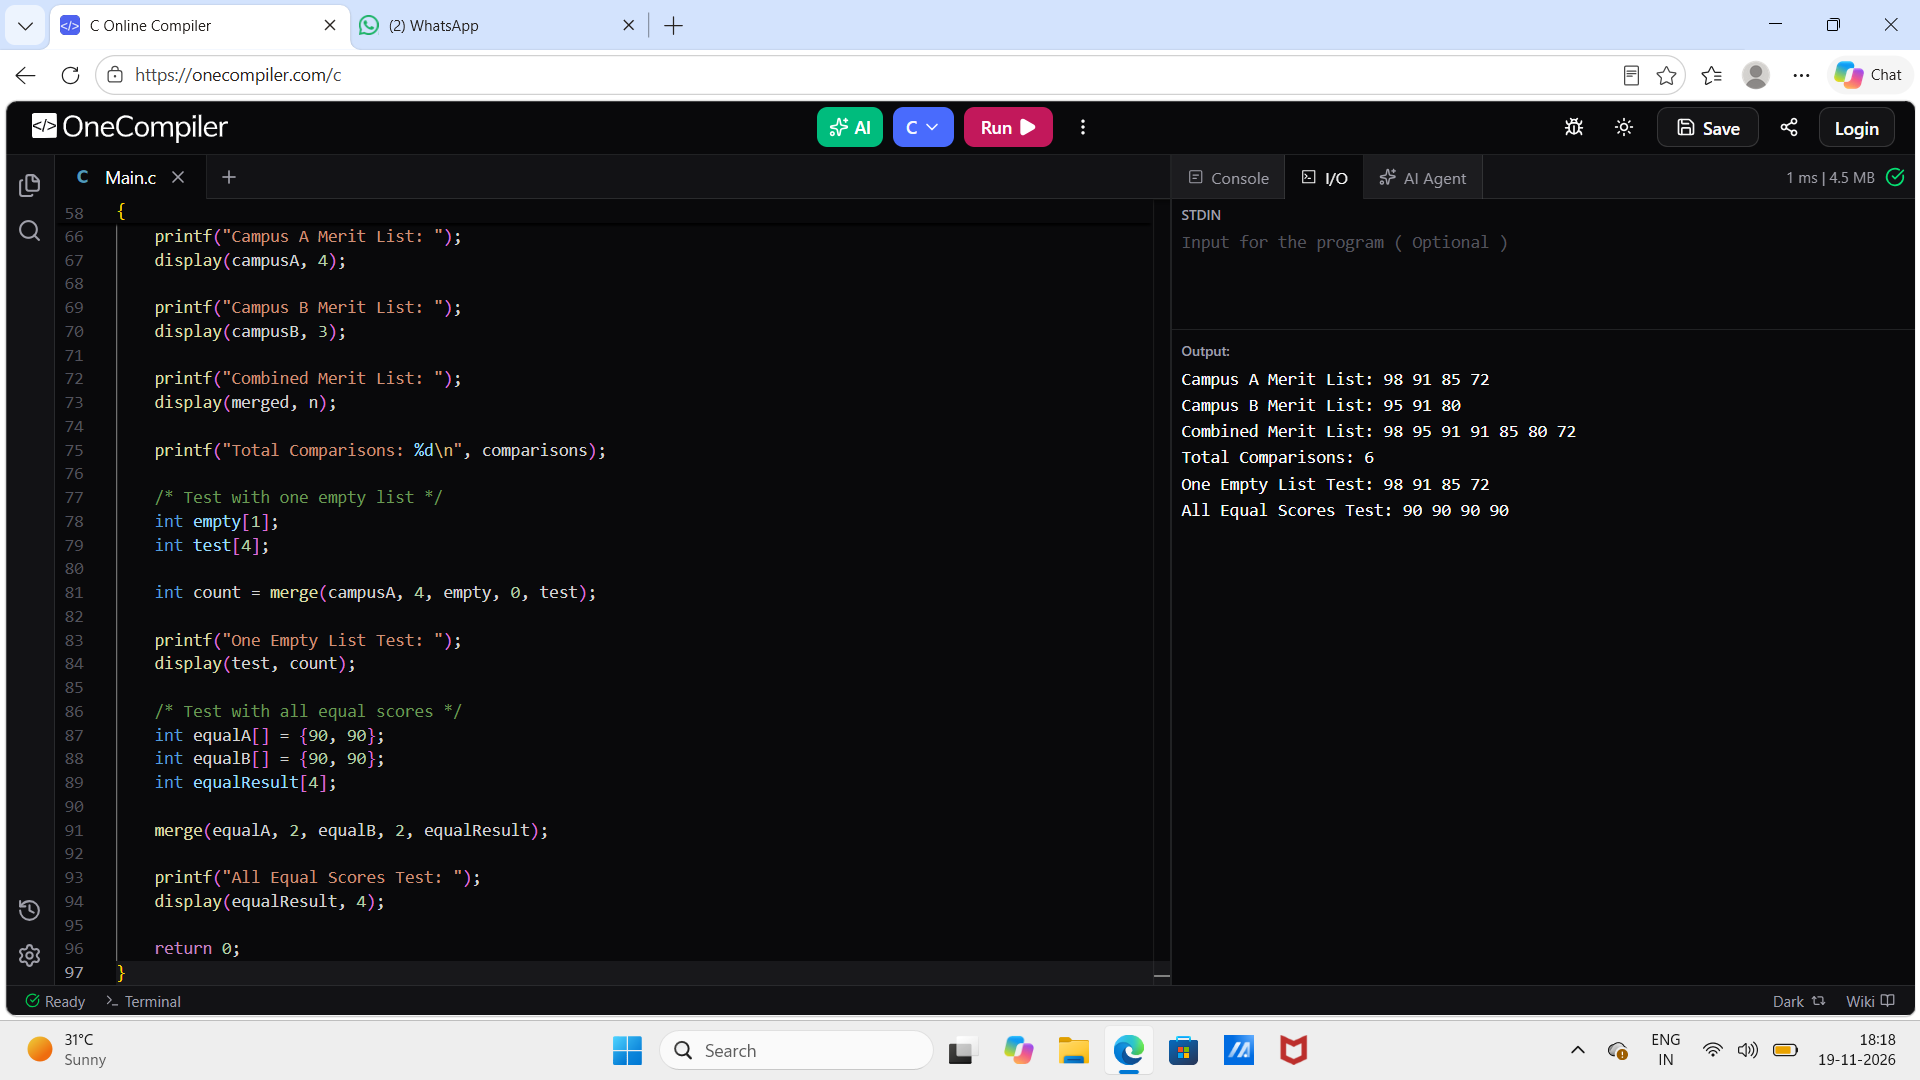 C Online Compiler
(2) WhatsApp
https://onecompiler.com/c
Chat
</> OneCompiler
AI
C
Run
Save
Login
C Main.c
Console
I/O
AI Agent
1 ms | 4.5 MB
58 {
66 printf("Campus A Merit List: ");
67 display(campusA, 4);
68
69 printf("Campus B Merit List: ");
70 display(campusB, 3);
71
72 printf("Combined Merit List: ");
73 display(merged, n);
74
75 printf("Total Comparisons: %d\n", comparisons);
76
77 /* Test with one empty list */
78 int empty[1];
79 int test[4];
80
81 int count = merge(campusA, 4, empty, 0, test);
82
83 printf("One Empty List Test: ");
84 display(test, count);
85
86 /* Test with all equal scores */
87 int equalA[] = {90, 90};
88 int equalB[] = {90, 90};
89 int equalResult[4];
90
91 merge(equalA, 2, equalB, 2, equalResult);
92
93 printf("All Equal Scores Test: ");
94 display(equalResult, 4);
95
96 return 0;
97 }
STDIN
Input for the program ( Optional )
Output:
Campus A Merit List: 98 91 85 72
Campus B Merit List: 95 91 80
Combined Merit List: 98 95 91 91 85 80 72
Total Comparisons: 6
One Empty List Test: 98 91 85 72
All Equal Scores Test: 90 90 90 90
Ready
Terminal
Dark
Wiki
31°C
Sunny
Search
ENG
IN
18:18
19-11-2026